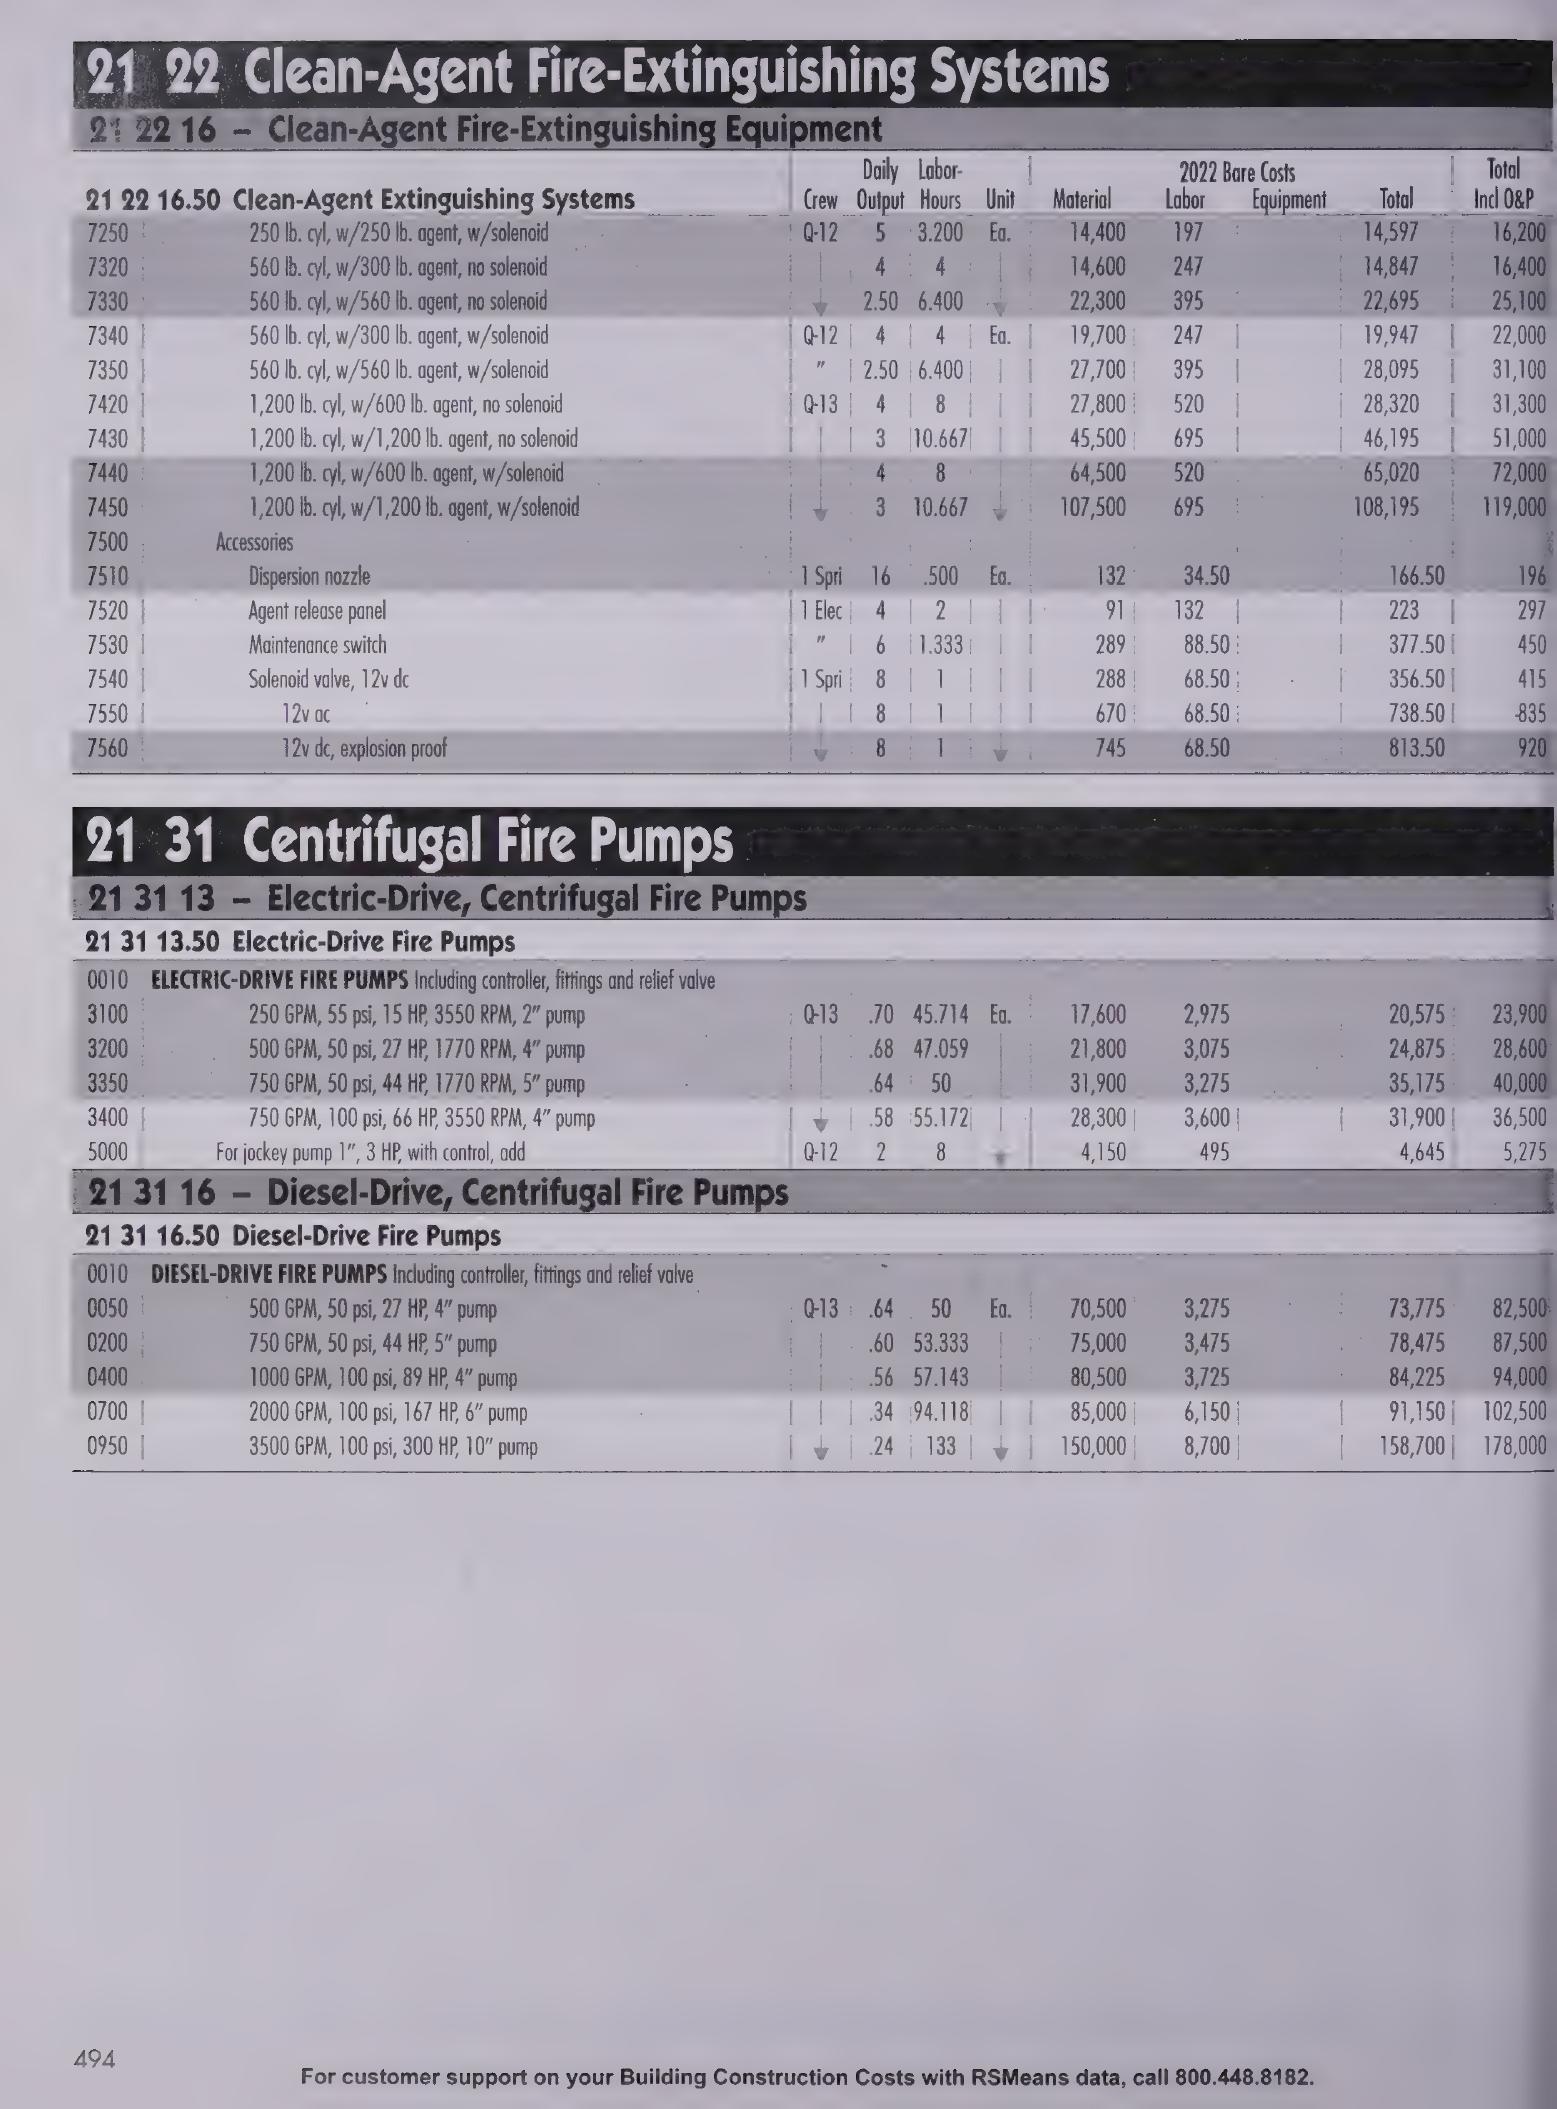 21 22 Clean-Agent Fire-Extinguishing Systems
21 22 16 – Clean-Agent Fire-Extinguishing Equipment
Daily Labor- 2022 Bare Costs Total
21 22 16.50 Clean-Agent Extinguishing Systems Crew Output Hours Unit Material Labor Equipment Total Incl O&P
7250 250 lb. cyl, w/250 lb. agent, w/solenoid Q-12 5 3.200 Ea. 14,400 197 14,597 16,200
7320 560 lb. cyl, w/300 lb. agent, no solenoid 4 4 14,600 247 14,847 16,400
7330 560 lb. cyl, w/560 lb. agent, no solenoid 2.50 6.400 22,300 395 22,695 25,100
7340 560 lb. cyl, w/300 lb. agent, w/solenoid Q-12 4 4 Ea. 19,700 247 19,947 22,000
7350 560 lb. cyl, w/560 lb. agent, w/solenoid " 2.50 6.400 27,700 395 28,095 31,100
7420 1,200 lb. cyl, w/600 lb. agent, no solenoid Q-13 4 8 27,800 520 28,320 31,300
7430 1,200 lb. cyl, w/1,200 lb. agent, no solenoid 3 10.667 45,500 695 46,195 51,000
7440 1,200 lb. cyl, w/600 lb. agent, w/solenoid 4 8 64,500 520 65,020 72,000
7450 1,200 lb. cyl, w/1,200 lb. agent, w/solenoid 3 10.667 107,500 695 108,195 119,000
7500 Accessories
7510 Dispersion nozzle 1 Spri 16 .500 Ea. 132 34.50 166.50 196
7520 Agent release panel 1 Elec 4 2 91 132 223 297
7530 Maintenance switch " 6 1.333 289 88.50 377.50 450
7540 Solenoid valve, 12v dc 1 Spri 8 1 288 68.50 356.50 415
7550 12v ac 8 1 670 68.50 738.50 835
7560 12v dc, explosion proof 8 1 745 68.50 813.50 920
21 31 Centrifugal Fire Pumps
21 31 13 – Electric-Drive, Centrifugal Fire Pumps
21 31 13.50 Electric-Drive Fire Pumps
0010 ELECTRIC-DRIVE FIRE PUMPS Including controller, fittings and relief valve
3100 250 GPM, 55 psi, 15 HP, 3550 RPM, 2" pump Q-13 .70 45.714 Ea. 17,600 2,975 20,575 23,900
3200 500 GPM, 50 psi, 27 HP, 1770 RPM, 4" pump .68 47.059 21,800 3,075 24,875 28,600
3350 750 GPM, 50 psi, 44 HP, 1770 RPM, 5" pump .64 50 31,900 3,275 35,175 40,000
3400 750 GPM, 100 psi, 66 HP, 3550 RPM, 4" pump .58 55.172 28,300 3,600 31,900 36,500
5000 For jockey pump 1", 3 HP, with control, add Q-12 2 8 4,150 495 4,645 5,275
21 31 16 – Diesel-Drive, Centrifugal Fire Pumps
21 31 16.50 Diesel-Drive Fire Pumps
0010 DIESEL-DRIVE FIRE PUMPS Including controller, fittings and relief valve
0050 500 GPM, 50 psi, 27 HP, 4" pump Q-13 .64 50 Ea. 70,500 3,275 73,775 82,500
0200 750 GPM, 50 psi, 44 HP, 5" pump .60 53.333 75,000 3,475 78,475 87,500
0400 1000 GPM, 100 psi, 89 HP, 4" pump .56 57.143 80,500 3,725 84,225 94,000
0700 2000 GPM, 100 psi, 167 HP, 6" pump .34 94.118 85,000 6,150 91,150 102,500
0950 3500 GPM, 100 psi, 300 HP, 10" pump .24 133 150,000 8,700 158,700 178,000
494
For customer support on your Building Construction Costs with RSMeans data, call 800.448.8182.